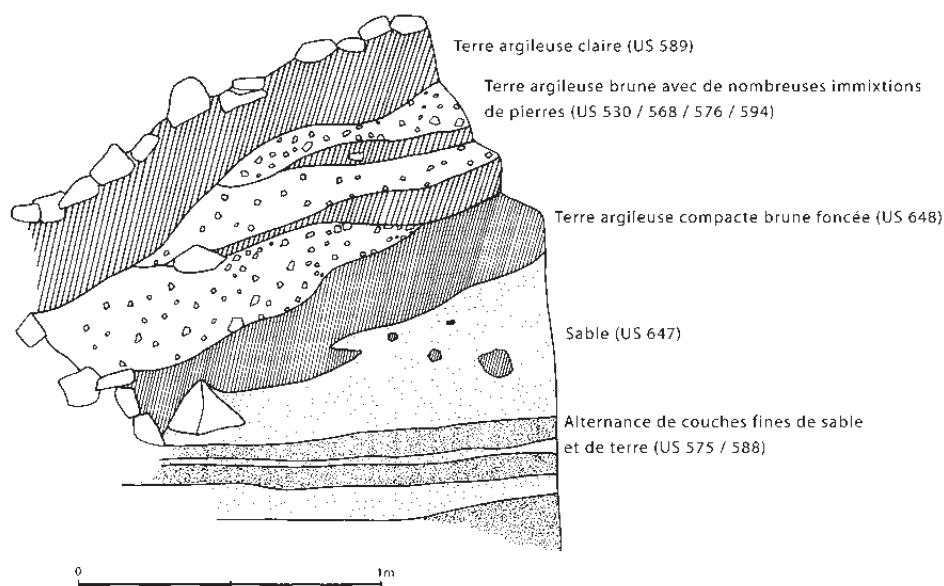 Terre argileuse claire (US 589)
Terre argileuse brune avec de nombreuses immixtions
de pierres (US 530 / 568 / 576 / 594)
Terre argileuse compacte brune foncée (US 648)
Sable (US 647)
Alternance de couches fines de sable
et de terre (US 575 / 588)
0 1m